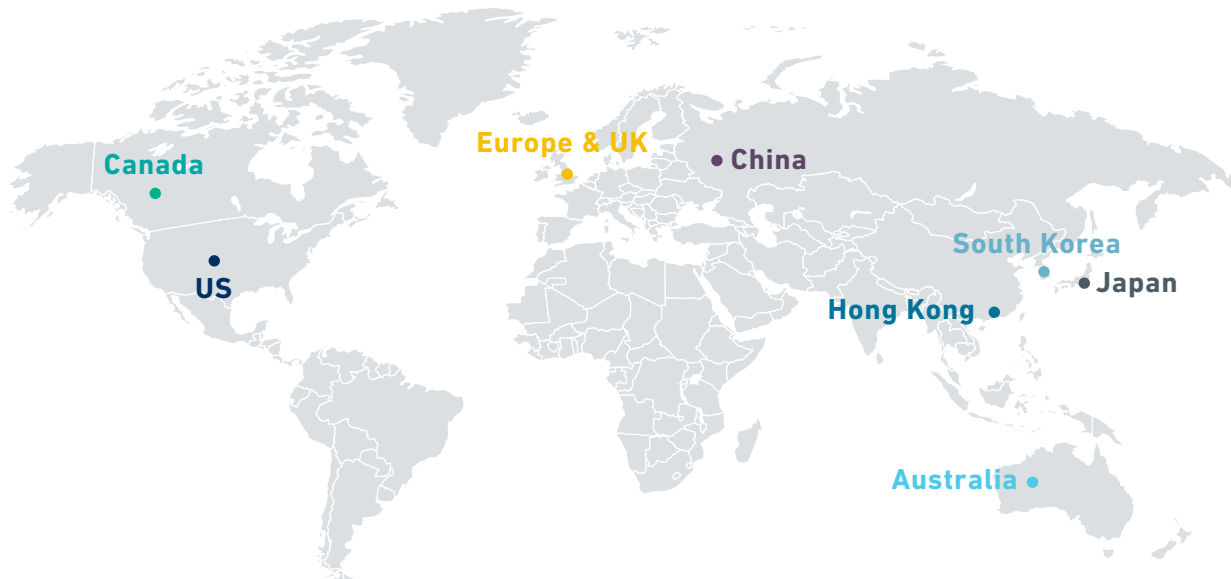 Europe & UK
Canada
China
South Korea
US
Japan
Hong Kong
Australia